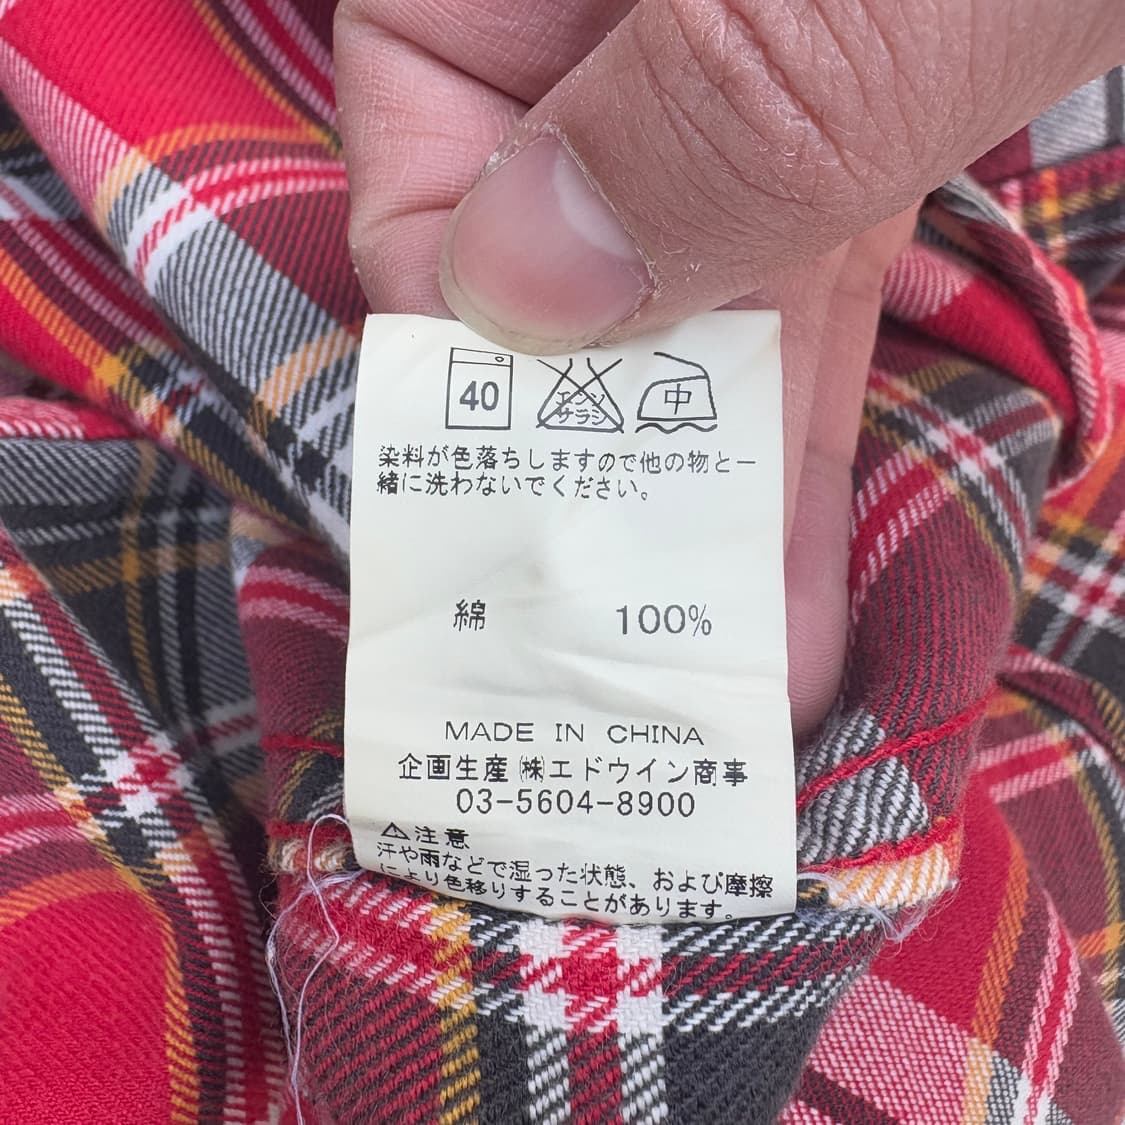 40
エンソ
サラシ
中
染料が色落ちしますので他の物と一
緒に洗わないでください。
綿 100%
MADE IN CHINA
企画生産㈱エドウイン商事
03-5604-8900
⚠注意
汗や雨などで湿った状態、および摩擦
により色移りすることがあります。